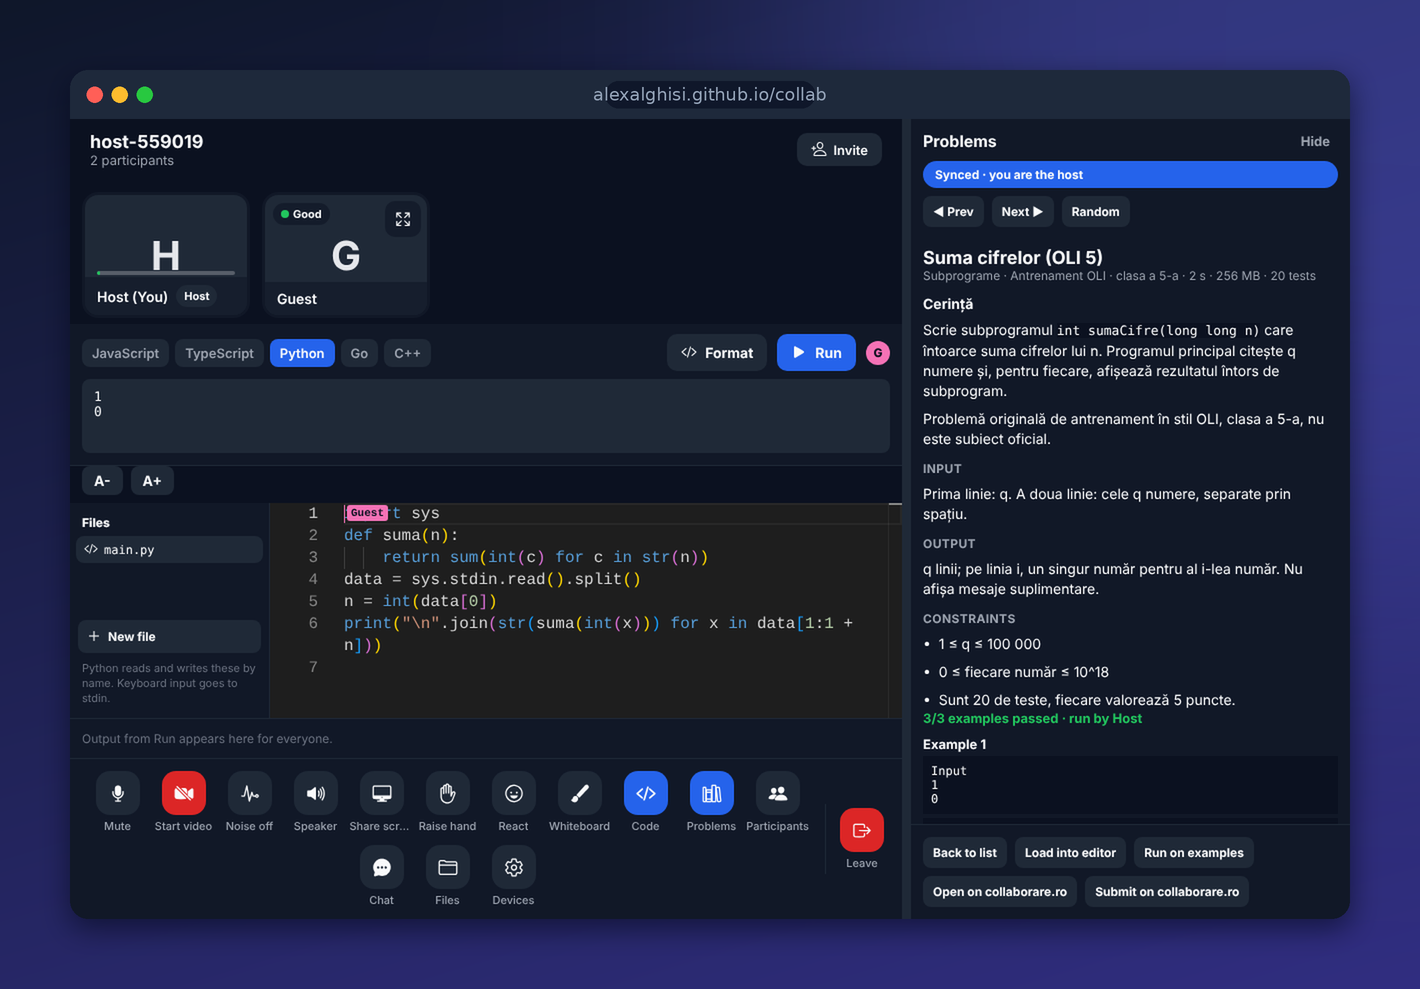 alexalghisi.github.io/collab
host-559019
2 participants
Invite
H
Host (You) Host
Good
G
Guest
JavaScript TypeScript Python Go C++
Format Run G
1
0
A- A+
Files
main.py
New file
Python reads and writes these by
name. Keyboard input goes to
stdin.
1 Guest t sys
2 def suma(n):
3 return sum(int(c) for c in str(n))
4 data = sys.stdin.read().split()
5 n = int(data[0])
6 print("\n".join(str(suma(int(x))) for x in data[1:1 +
n]))
7
Output from Run appears here for everyone.
Mute Start video Noise off Speaker Share scr... Raise hand React Whiteboard Code Problems Participants
Chat Files Devices
Leave
Problems Hide
Synced · you are the host
◀ Prev Next ▶ Random
Suma cifrelor (OLI 5)
Subprograme · Antrenament OLI · clasa a 5-a · 2 s · 256 MB · 20 tests
Cerință
Scrie subprogramul int sumaCifre(long long n) care
întoarce suma cifrelor lui n. Programul principal citește q
numere și, pentru fiecare, afișează rezultatul întors de
subprogram.
Problemă originală de antrenament în stil OLI, clasa a 5-a, nu
este subiect oficial.
INPUT
Prima linie: q. A doua linie: cele q numere, separate prin
spațiu.
OUTPUT
q linii; pe linia i, un singur număr pentru al i-lea număr. Nu
afișa mesaje suplimentare.
CONSTRAINTS
• 1 ≤ q ≤ 100 000
• 0 ≤ fiecare număr ≤ 10^18
• Sunt 20 de teste, fiecare valorează 5 puncte.
3/3 examples passed · run by Host
Example 1
Input
1
0
Back to list Load into editor Run on examples
Open on collaborare.ro Submit on collaborare.ro